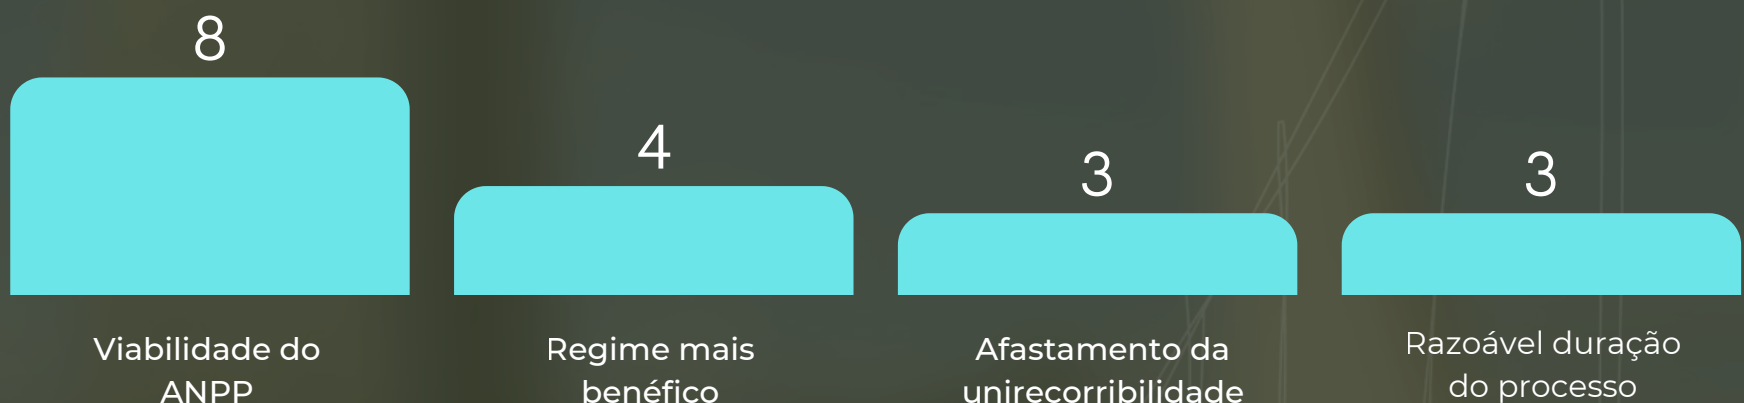 8
4
3
3
Viabilidade do
ANPP
Regime mais
benéfico
Afastamento da
unirecorribilidade
Razoável duração
do processo